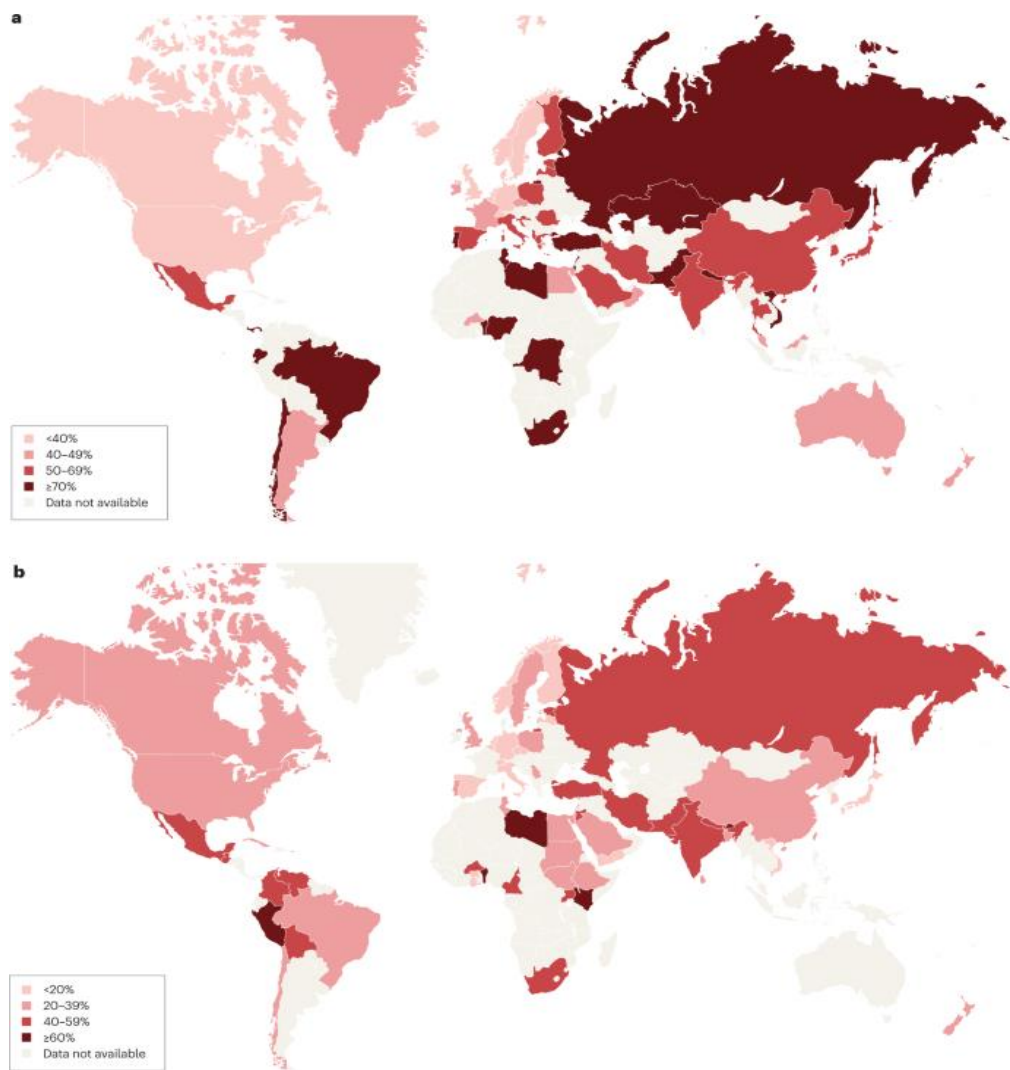 a
<40%
40–49%
50–69%
≥70%
Data not available
b
<20%
20–39%
40–59%
≥60%
Data not available